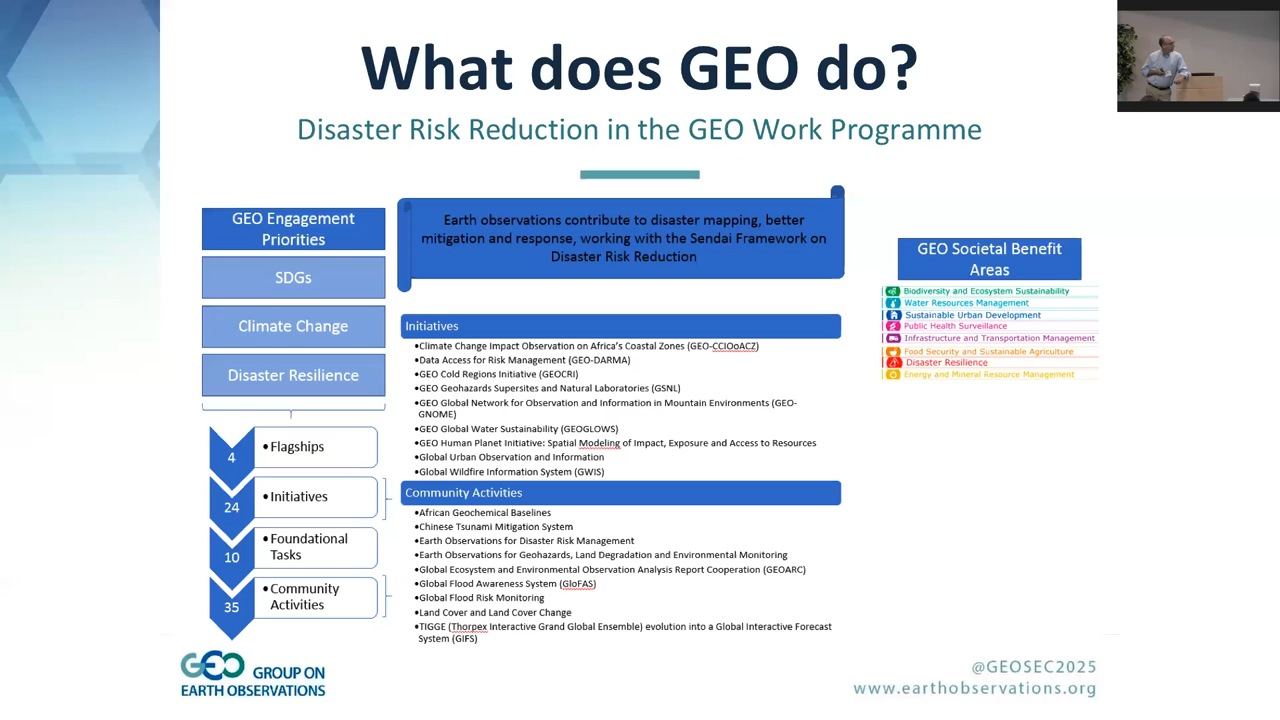 What does GEO do?
Disaster Risk Reduction in the GEO Work Programme
GEO Engagement
Priorities
SDGs
Climate Change
Disaster Resilience
4
•Flagships
24
•Initiatives
10
•Foundational
Tasks
35
•Community
Activities
Earth observations contribute to disaster mapping, better
mitigation and response, working with the Sendai Framework on
Disaster Risk Reduction
Initiatives
•Climate Change Impact Observation on Africa's Coastal Zones (GEO-CCIOoACZ)
•Data Access for Risk Management (GEO-DARMA)
•GEO Cold Regions Initiative (GEOCRI)
•GEO Geohazards Supersites and Natural Laboratories (GSNL)
•GEO Global Network for Observation and Information in Mountain Environments (GEO-
GNOME)
•GEO Global Water Sustainability (GEOGLOWS)
•GEO Human Planet Initiative: Spatial Modeling of Impact, Exposure and Access to Resources
•Global Urban Observation and Information
•Global Wildfire Information System (GWIS)
Community Activities
•African Geochemical Baselines
•Chinese Tsunami Mitigation System
•Earth Observations for Disaster Risk Management
•Earth Observations for Geohazards, Land Degradation and Environmental Monitoring
•Global Ecosystem and Environmental Observation Analysis Report Cooperation (GEOARC)
•Global Flood Awareness System (GloFAS)
•Global Flood Risk Monitoring
•Land Cover and Land Cover Change
•TIGGE (Thorpex Interactive Grand Global Ensemble) evolution into a Global Interactive Forecast
System (GIFS)
GEO Societal Benefit
Areas
Biodiversity and Ecosystem Sustainability
Water Resources Management
Sustainable Urban Development
Public Health Surveillance
Infrastructure and Transportation Management
Food Security and Sustainable Agriculture
Disaster Resilience
Energy and Mineral Resource Management
GEO GROUP ON
EARTH OBSERVATIONS
@GEOSEC2025
www.earthobservations.org